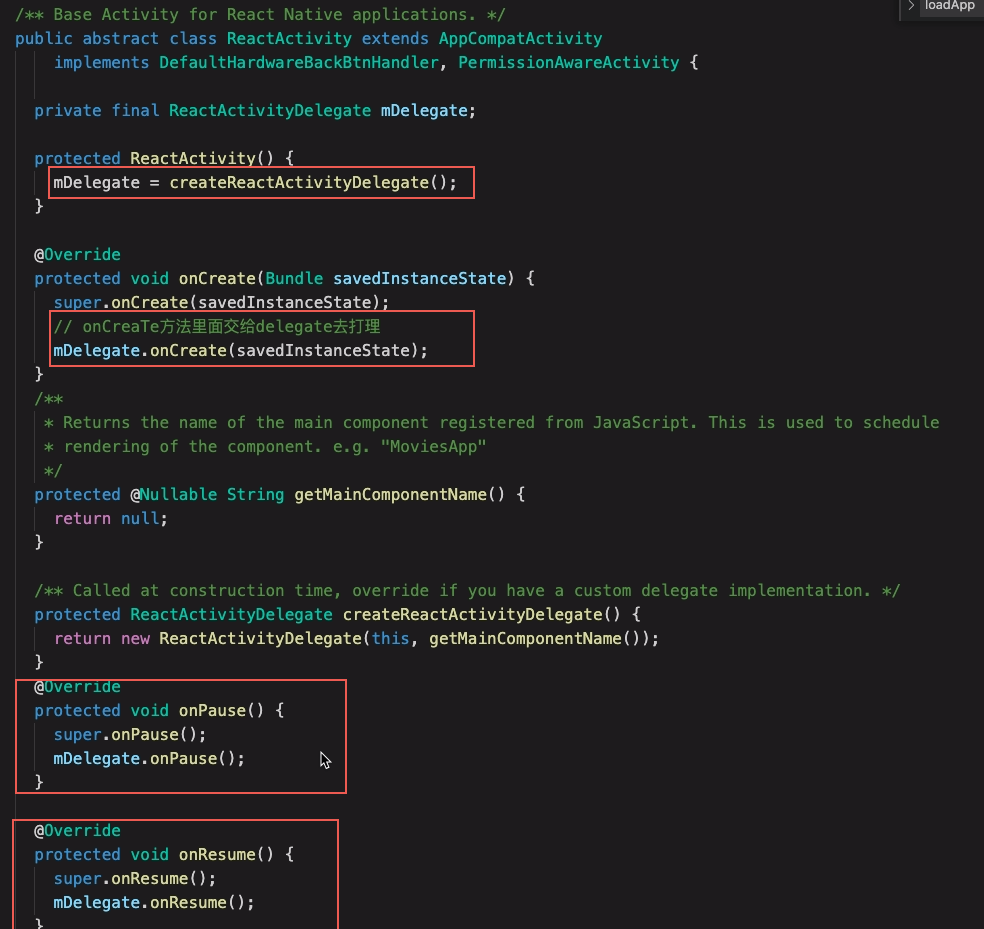 loadApp
/** Base Activity for React Native applications. */
public abstract class ReactActivity extends AppCompatActivity
    implements DefaultHardwareBackBtnHandler, PermissionAwareActivity {

  private final ReactActivityDelegate mDelegate;

  protected ReactActivity() {
    mDelegate = createReactActivityDelegate();
  }

  @Override
  protected void onCreate(Bundle savedInstanceState) {
    super.onCreate(savedInstanceState);
    // onCreaTe方法里面交给delegate去打理
    mDelegate.onCreate(savedInstanceState);
  }
  /**
   * Returns the name of the main component registered from JavaScript. This is used to schedule
   * rendering of the component. e.g. "MoviesApp"
   */
  protected @Nullable String getMainComponentName() {
    return null;
  }

  /** Called at construction time, override if you have a custom delegate implementation. */
  protected ReactActivityDelegate createReactActivityDelegate() {
    return new ReactActivityDelegate(this, getMainComponentName());
  }
  @Override
  protected void onPause() {
    super.onPause();
    mDelegate.onPause();
  }

  @Override
  protected void onResume() {
    super.onResume();
    mDelegate.onResume();
  }